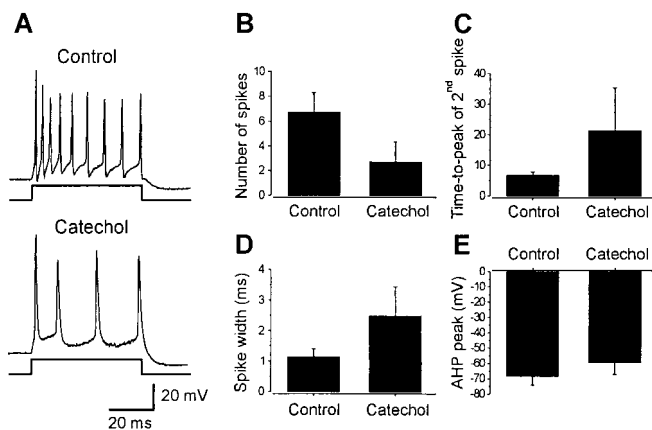 A
Control
Catechol
20 mV
20 ms
B
Number of spikes
10
8
6
4
2
0
Control
Catechol
C
Time-to-peak of 2nd spike
40
30
20
10
0
Control
Catechol
D
Spike width (ms)
4
3
2
1
0
Control
Catechol
E
Control
Catechol
AHP peak (mV)
0
-10
-20
-30
-40
-50
-60
-70
-80